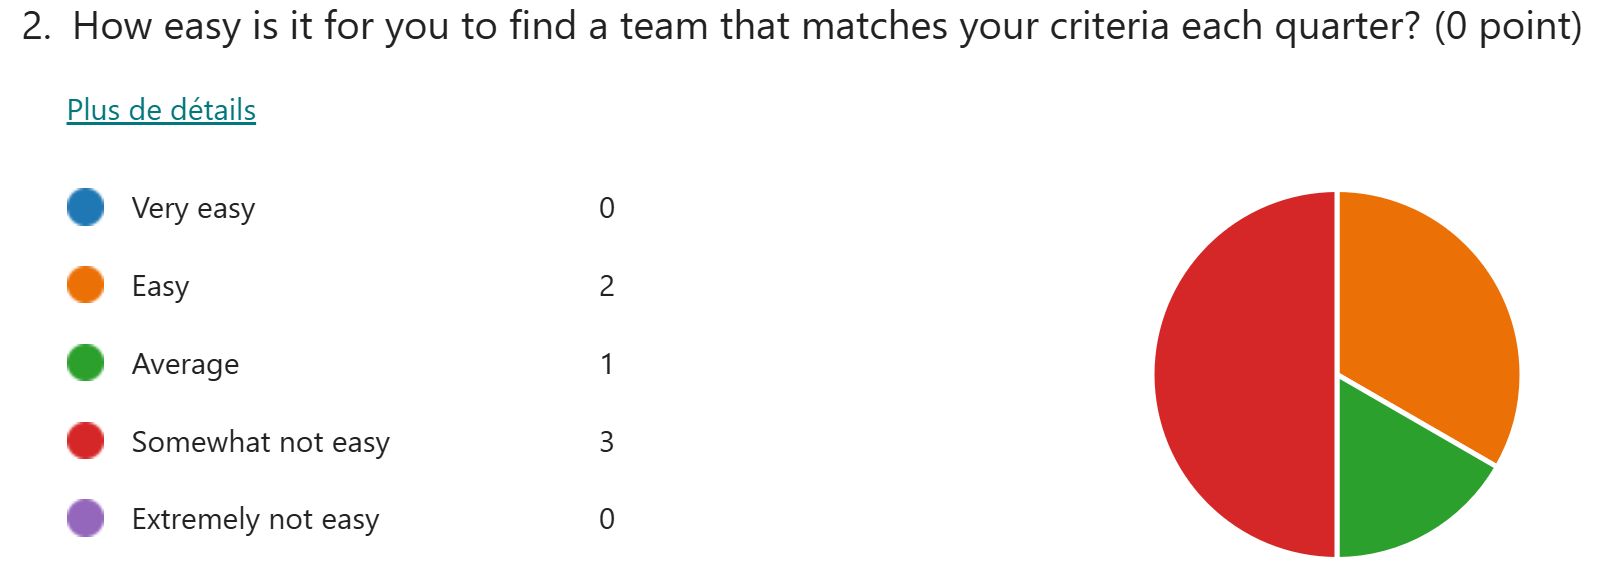 2. How easy is it for you to find a team that matches your criteria each quarter? (0 point)
Plus de détails
Very easy 0
Easy 2
Average 1
Somewhat not easy 3
Extremely not easy 0